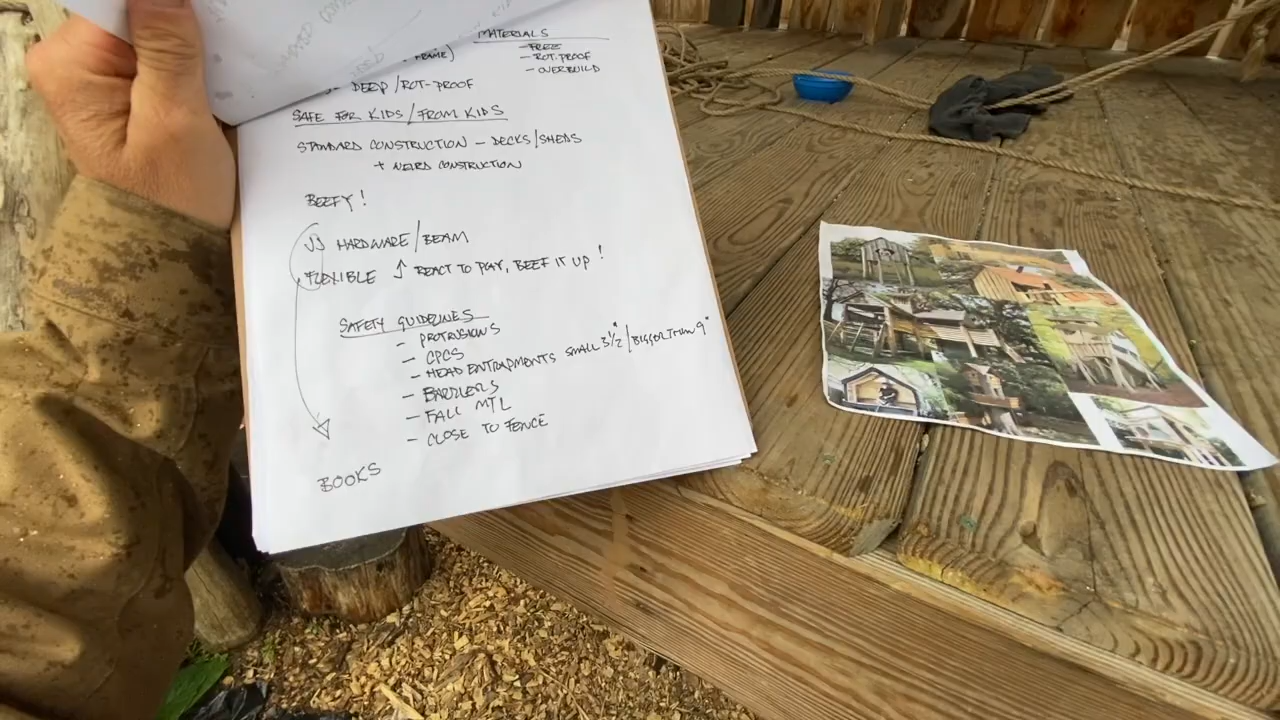 MATERIALS
- FREE
- ROT-PROOF
- OVERBUILD
FRAME)
DEEP/ROT-PROOF
SAFE FOR KIDS/FROM KIDS
STANDARD CONSTRUCTION - DECKS/SHEDS
+ WEIRD CONSTRUCTION
BEEFY!
HARDWARE/BEAM
FLEXIBLE REACT TO PLAY, BEEF IT UP!
SAFETY GUIDELINES
- PROTRUSIONS
- CPCS
- HEAD ENTRAPMENTS SMALL 3½"/BIGGER THAN 9"
- BARRIERS
- FALL MTL
- CLOSE TO FENCE
BOOKS